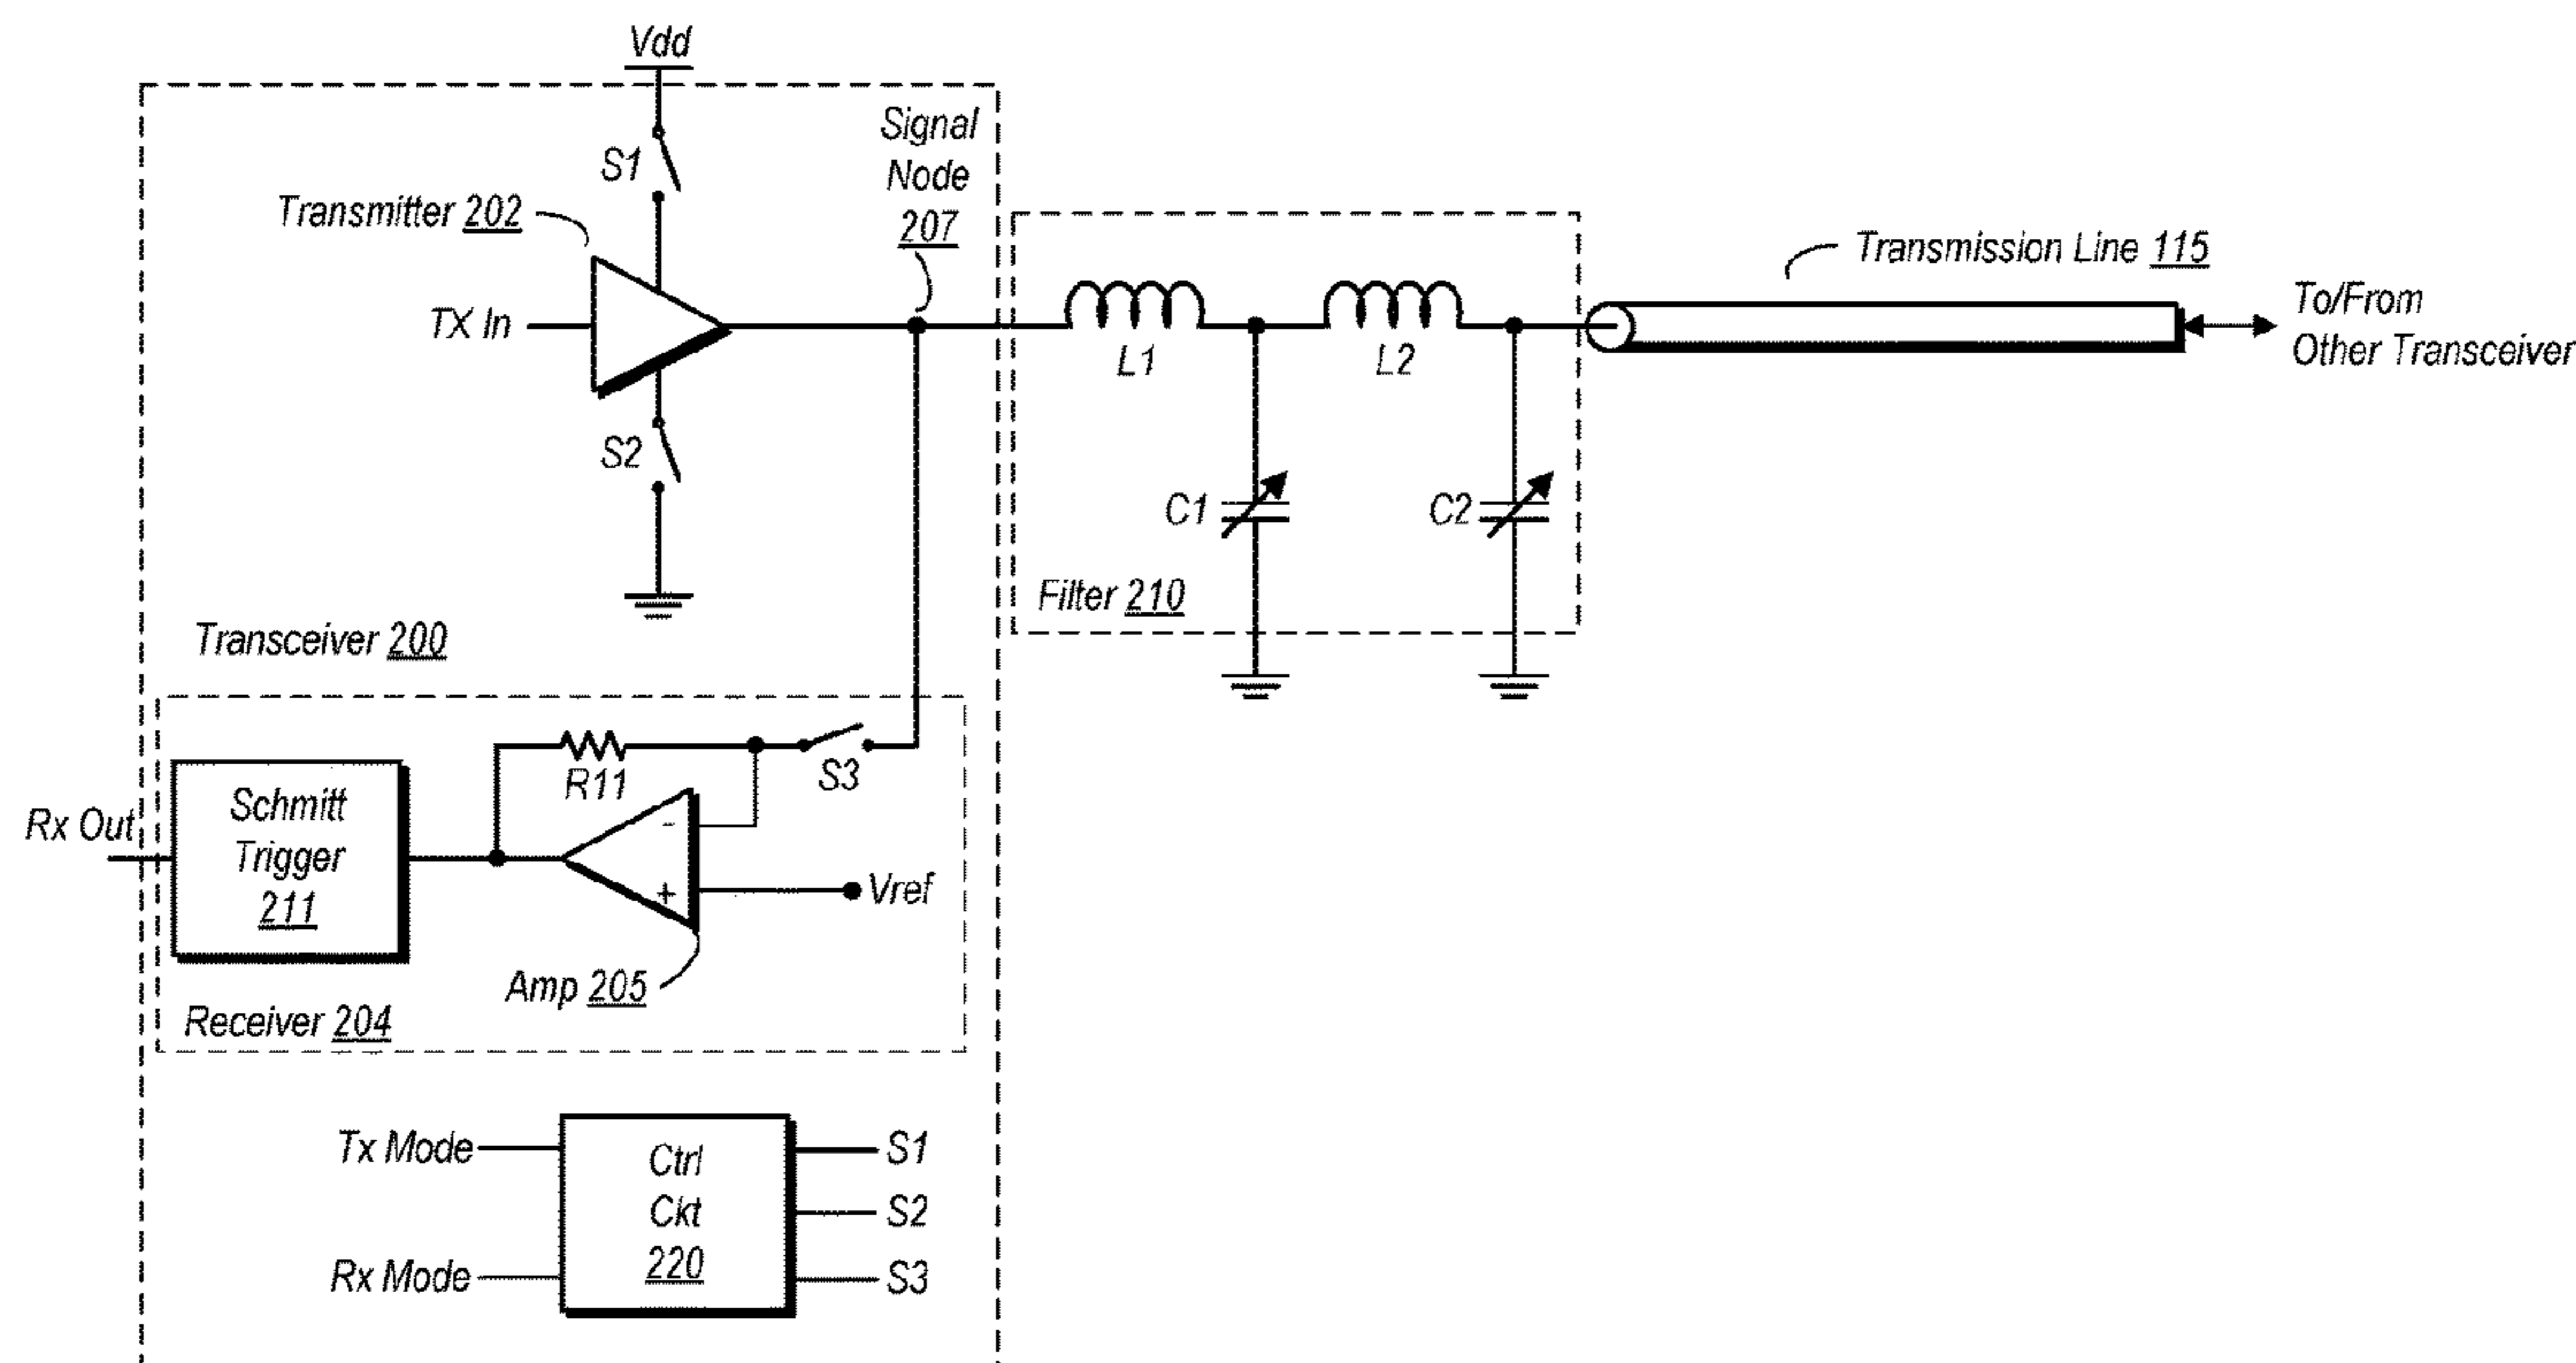 Vdd
S1
Signal
Node
207
Transmitter 202
TX In
S2
Transceiver 200
L1
L2
C1
C2
Filter 210
Transmission Line 115
To/From
Other Transceiver
R11
S3
Schmitt
Trigger
211
Rx Out
-
+
Vref
Amp 205
Receiver 204
Tx Mode
Rx Mode
Ctrl
Ckt
220
S1
S2
S3